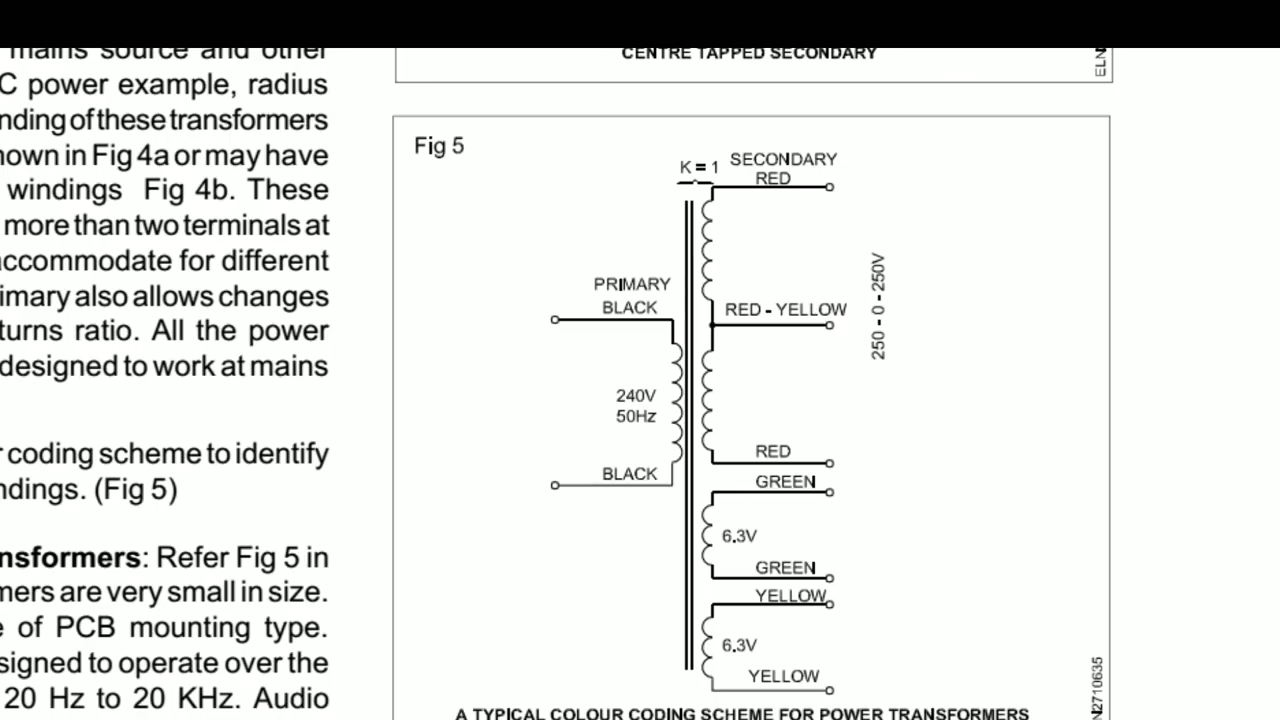 mains source and other
C power example, radius
nding of these transformers
hown in Fig 4a or may have
windings Fig 4b. These
more than two terminals at
accommodate for different
imary also allows changes
turns ratio. All the power
designed to work at mains
r coding scheme to identify
ndings. (Fig 5)
nsformers: Refer Fig 5 in
mers are very small in size.
e of PCB mounting type.
signed to operate over the
20 Hz to 20 KHz. Audio
CENTRE TAPPED SECONDARY
ELN
Fig 5
K = 1
SECONDARY
RED
PRIMARY
BLACK
RED - YELLOW
250 - 0 - 250V
240V
50Hz
RED
BLACK
GREEN
6.3V
GREEN
YELLOW
6.3V
YELLOW
N2710635
A TYPICAL COLOUR CODING SCHEME FOR POWER TRANSFORMERS